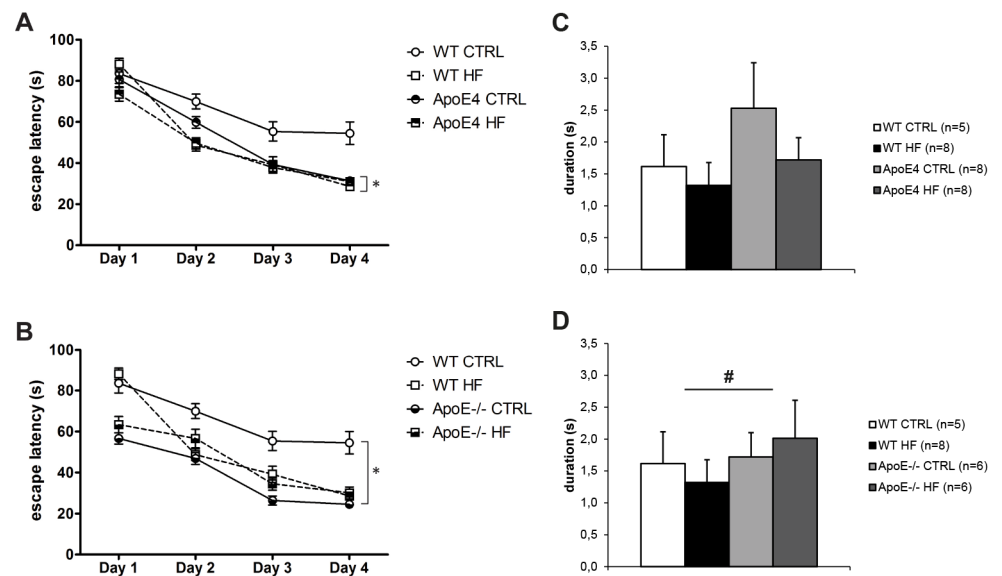 A
escape latency (s)
100
80
60
40
20
0
Day 1 Day 2 Day 3 Day 4
WT CTRL
WT HF
ApoE4 CTRL
ApoE4 HF
*
C
duration (s)
3,5
3,0
2,5
2,0
1,5
1,0
0,5
0,0
WT CTRL (n=5)
WT HF (n=8)
ApoE4 CTRL (n=8)
ApoE4 HF (n=8)
B
escape latency (s)
100
80
60
40
20
0
Day 1 Day 2 Day 3 Day 4
WT CTRL
WT HF
ApoE-/- CTRL
ApoE-/- HF
*
D
duration (s)
3,5
3,0
2,5
2,0
1,5
1,0
0,5
0,0
#
WT CTRL (n=5)
WT HF (n=8)
ApoE-/- CTRL (n=6)
ApoE-/- HF (n=6)